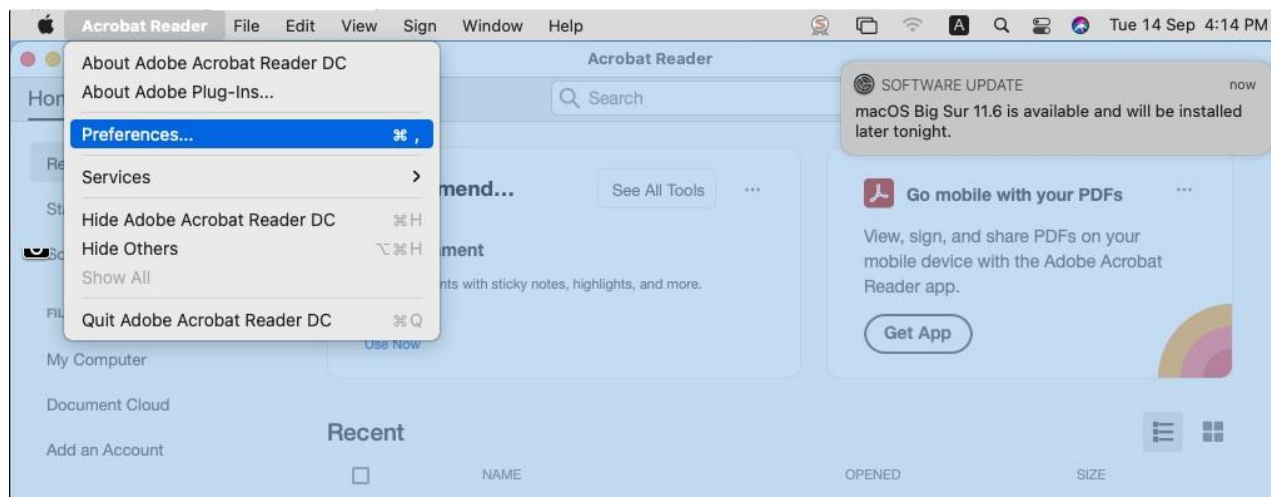 Acrobat Reader File Edit View Sign Window Help A Tue 14 Sep 4:14 PM
Acrobat Reader
About Adobe Acrobat Reader DC
About Adobe Plug-Ins...
Preferences... ⌘ ,
Services >
Hide Adobe Acrobat Reader DC ⌘H
Hide Others ⌥⌘H
Show All
Quit Adobe Acrobat Reader DC ⌘Q
SOFTWARE UPDATE now
macOS Big Sur 11.6 is available and will be installed
later tonight.
Search
See All Tools ...
nts with sticky notes, highlights, and more.
Use Now
Go mobile with your PDFs ...
View, sign, and share PDFs on your
mobile device with the Adobe Acrobat
Reader app.
Get App
My Computer
Document Cloud
Add an Account
Recent
NAME OPENED SIZE